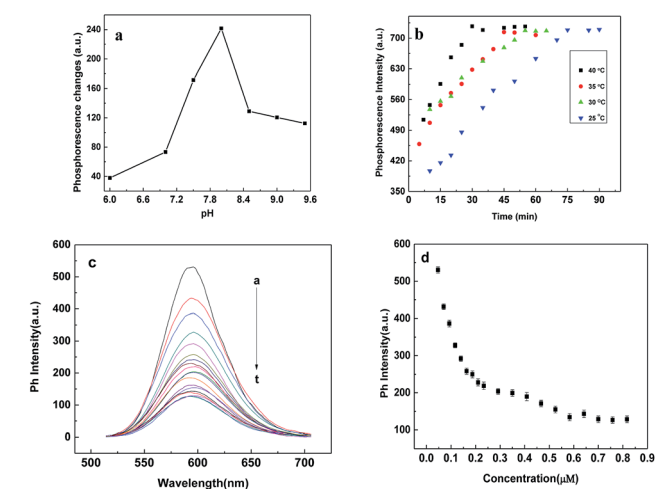 a
Phosphorescence changes (a.u.)
240
200
160
120
80
40
6.0 6.6 7.2 7.8 8.4 9.0 9.6
pH
b
Phosphorescence Intensity (a.u.)
700
630
560
490
420
350
0 15 30 45 60 75 90
Time (min)
40 °C
35 °C
30 °C
25 °C
c
Ph Intensity(a.u.)
600
500
400
300
200
100
0
500 550 600 650 700
Wavelength(nm)
a
t
d
Ph Intensity(a.u.)
600
500
400
300
200
100
0.0 0.1 0.2 0.3 0.4 0.5 0.6 0.7 0.8 0.9
Concentration(μM)